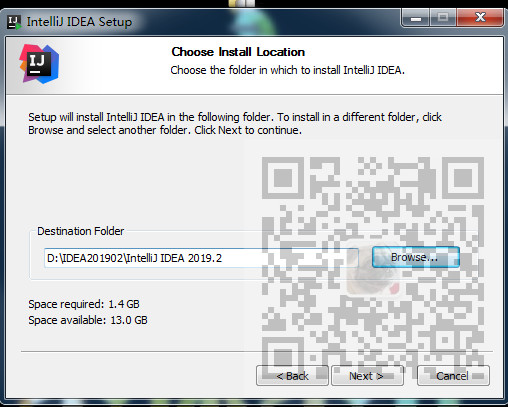 IntelliJ IDEA Setup
Choose Install Location
Choose the folder in which to install IntelliJ IDEA.
Setup will install IntelliJ IDEA in the following folder. To install in a different folder, click
Browse and select another folder. Click Next to continue.
Destination Folder
D:\IDEA201902\IntelliJ IDEA 2019.2
Browse...
Space required: 1.4 GB
Space available: 13.0 GB
< Back
Next >
Cancel